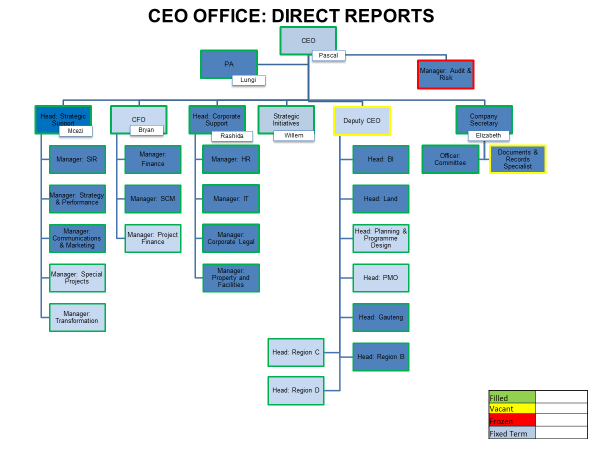 CEO OFFICE: DIRECT REPORTS
CEO
Pascal
PA
Lungi
Manager: Audit &
Risk
Head: Strategic
Support
Mcezi
CFO
Bryan
Head: Corporate
Support
Rashida
Strategic
Initiatives
Willem
Deputy CEO
Company
Secretary
Elizabeth
Manager: SIR
Manager: Strategy
& Performance
Manager:
Communications
& Marketing
Manager: Special
Projects
Manager:
Transformation
Manager:
Finance
Manager: SCM
Manager: Project
Finance
Manager: HR
Manager: IT
Manager:
Corporate Legal
Manager:
Property and
Facilities
Head: BI
Head: Land
Head: Planning &
Programme
Design
Head: PMO
Head: Gauteng
Head: Region B
Head: Region C
Head: Region D
Officer:
Committee
Documents &
Records
Specialist
Filled
Vacant
Frozen
Fixed Term